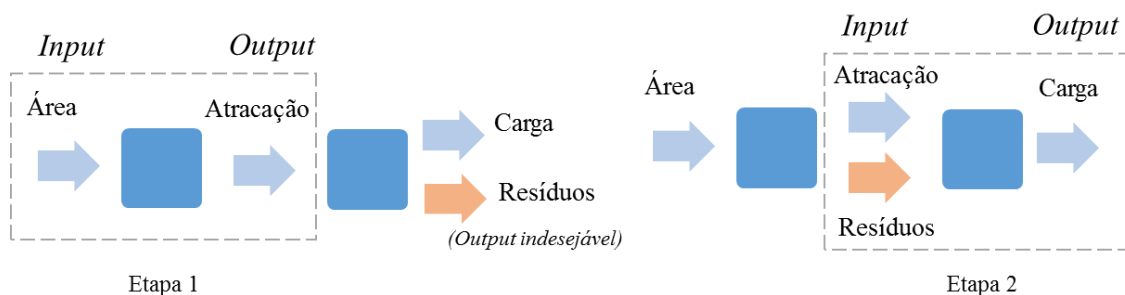 Input
Output
Área
Atracação
Carga
Resíduos
(Output indesejável)
Etapa 1
Input
Output
Área
Atracação
Carga
Resíduos
Etapa 2